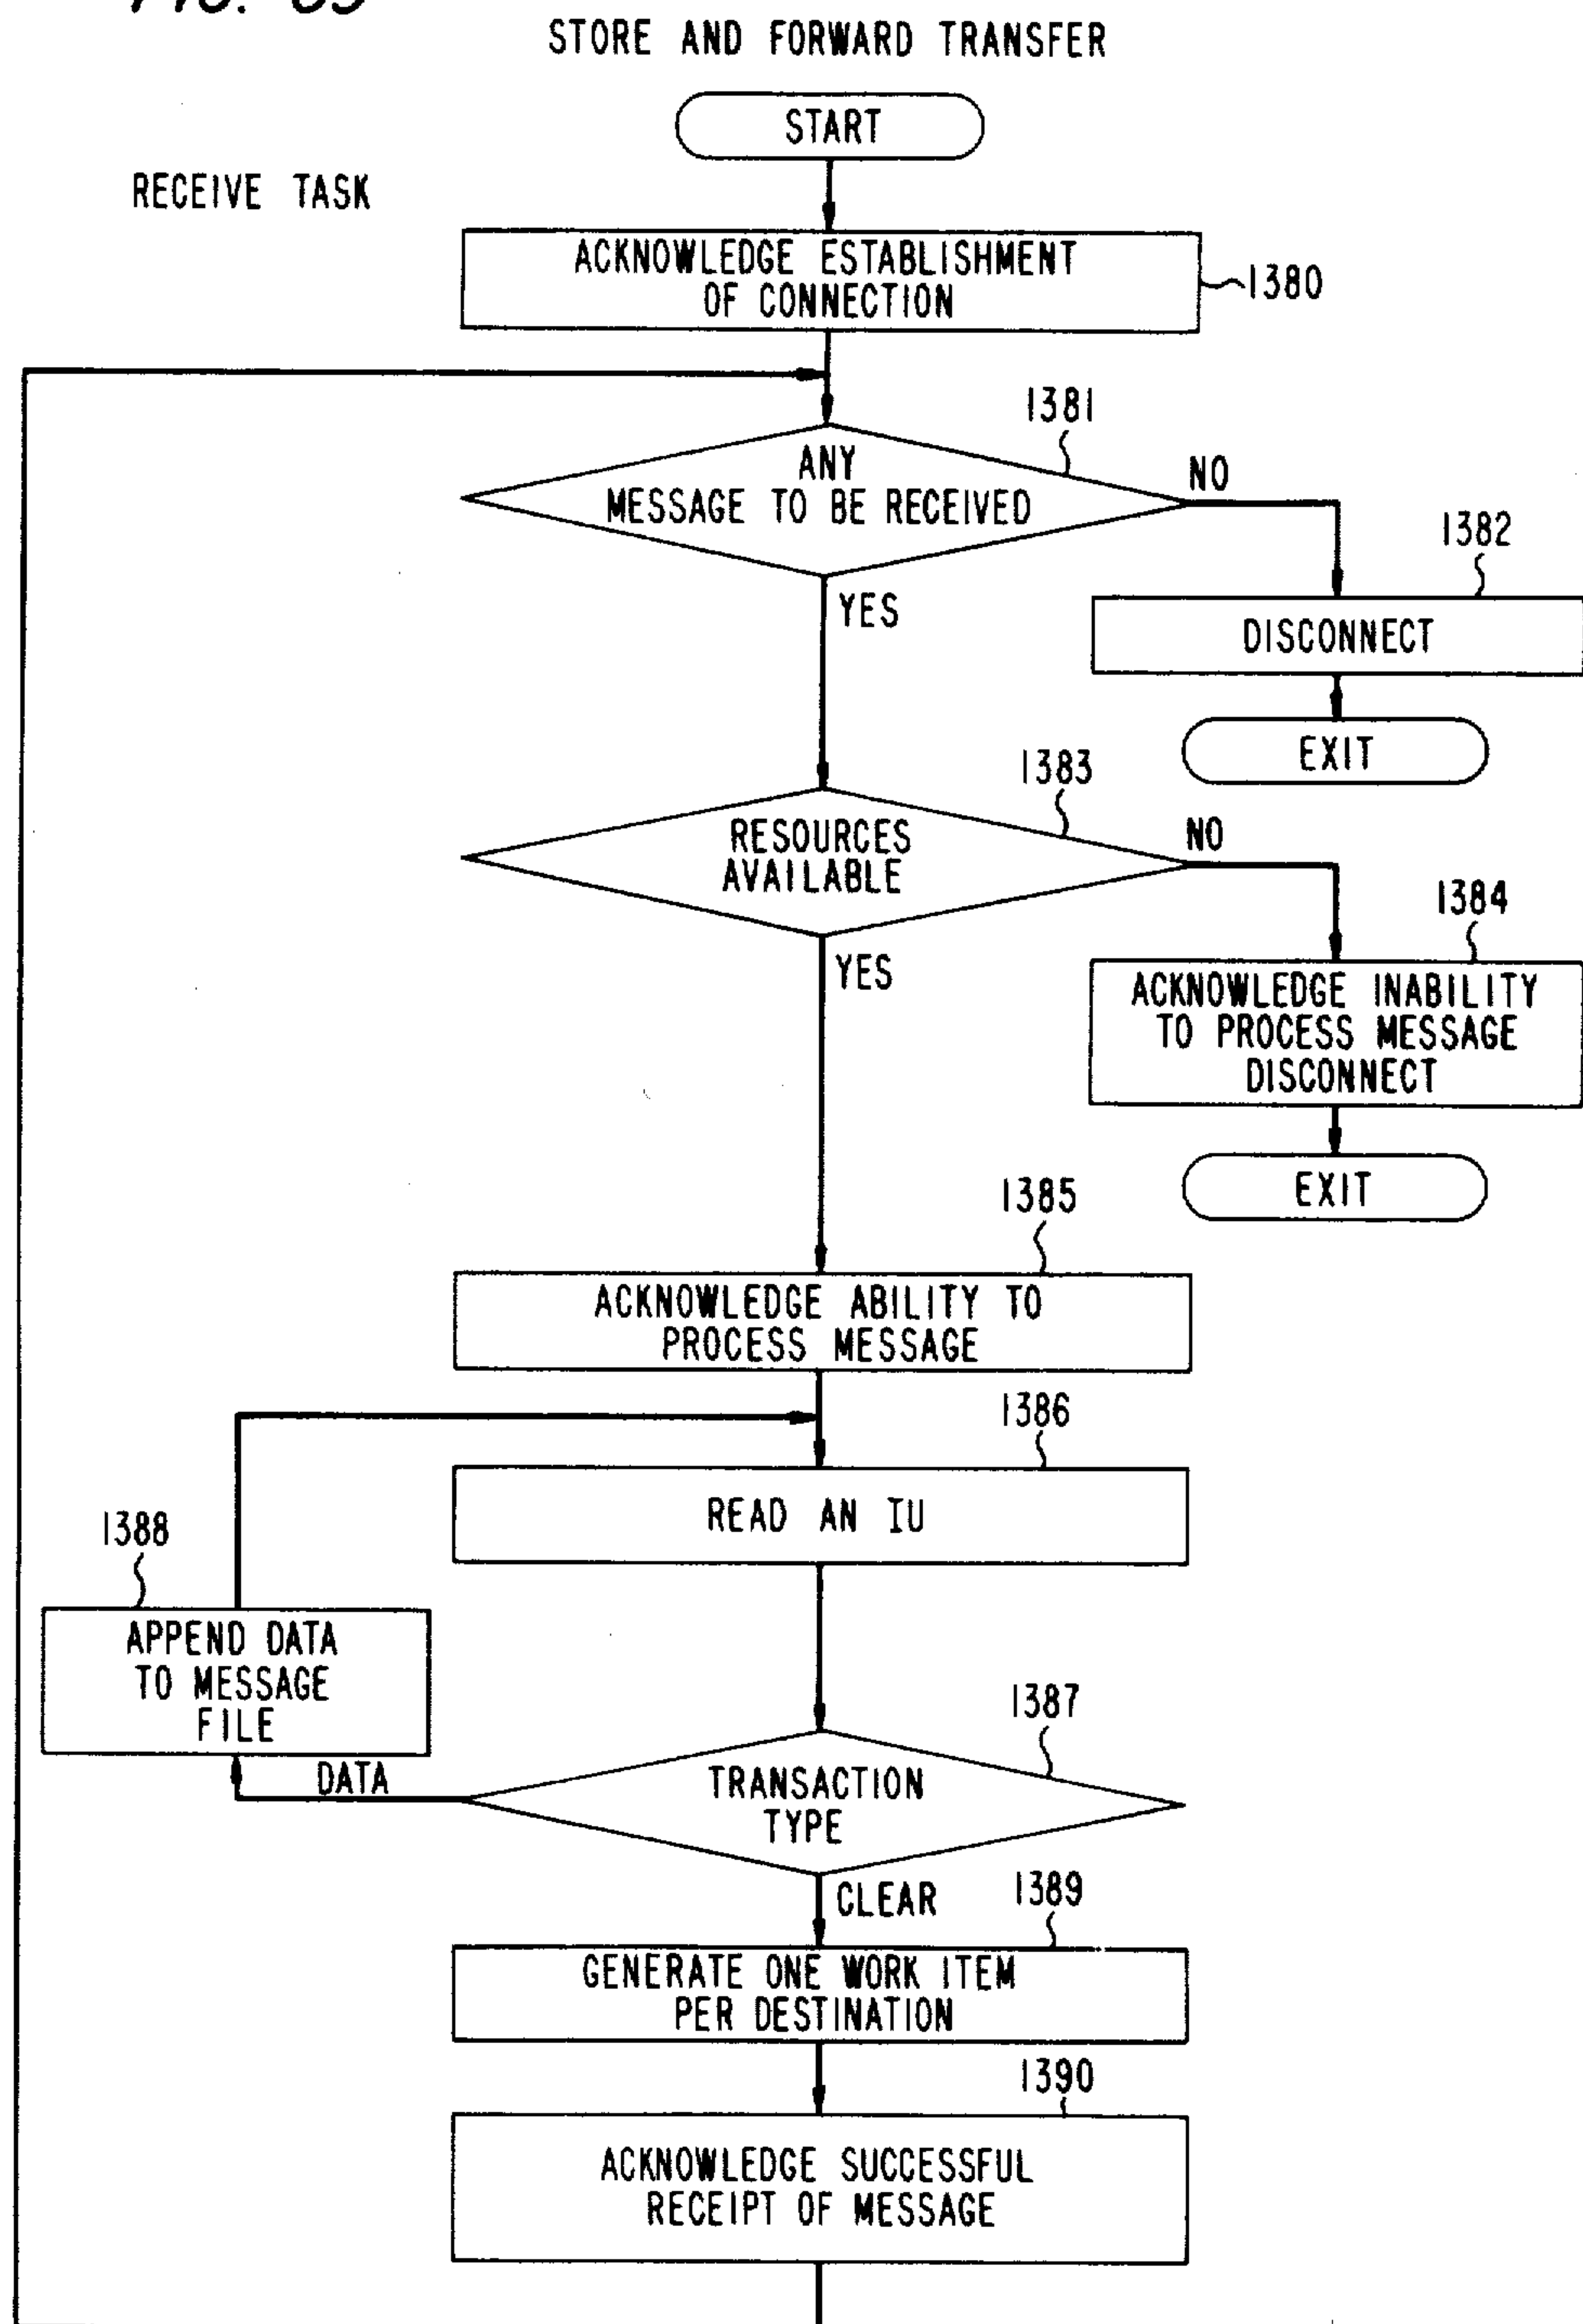 STORE AND FORWARD TRANSFER
START
RECEIVE TASK
ACKNOWLEDGE ESTABLISHMENT
OF CONNECTION
1380
1381
ANY
MESSAGE TO BE RECEIVED
NO
1382
YES
DISCONNECT
EXIT
1383
RESOURCES
AVAILABLE
NO
1384
YES
ACKNOWLEDGE INABILITY
TO PROCESS MESSAGE
DISCONNECT
EXIT
1385
ACKNOWLEDGE ABILITY TO
PROCESS MESSAGE
1386
READ AN IU
1388
APPEND DATA
TO MESSAGE
FILE
1387
DATA
TRANSACTION
TYPE
CLEAR
1389
GENERATE ONE WORK ITEM
PER DESTINATION
1390
ACKNOWLEDGE SUCCESSFUL
RECEIPT OF MESSAGE